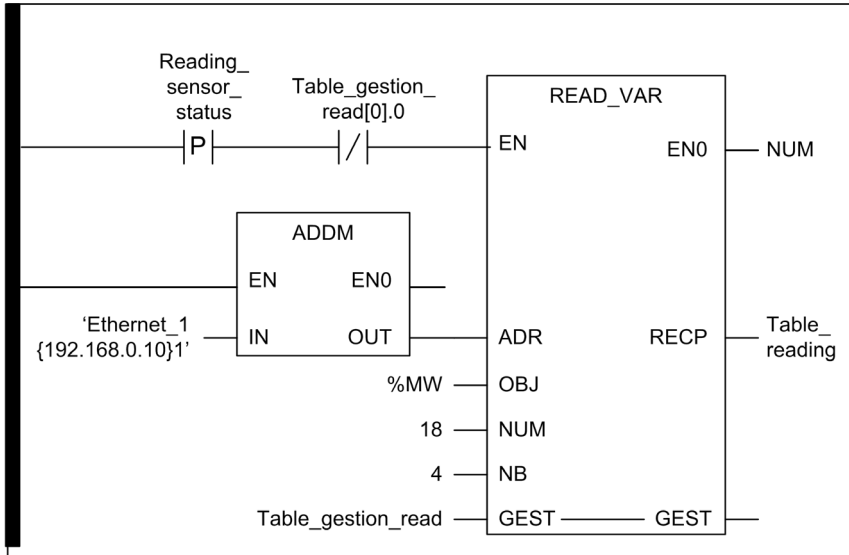 Reading_
sensor_
status
Table_gestion_
read[0].0
READ_VAR
P
/
EN
EN0
NUM
ADDM
EN
EN0
‘Ethernet_1
{192.168.0.10}1’
IN
OUT
ADR
RECP
Table_
reading
%MW
OBJ
18
NUM
4
NB
Table_gestion_read
GEST
GEST